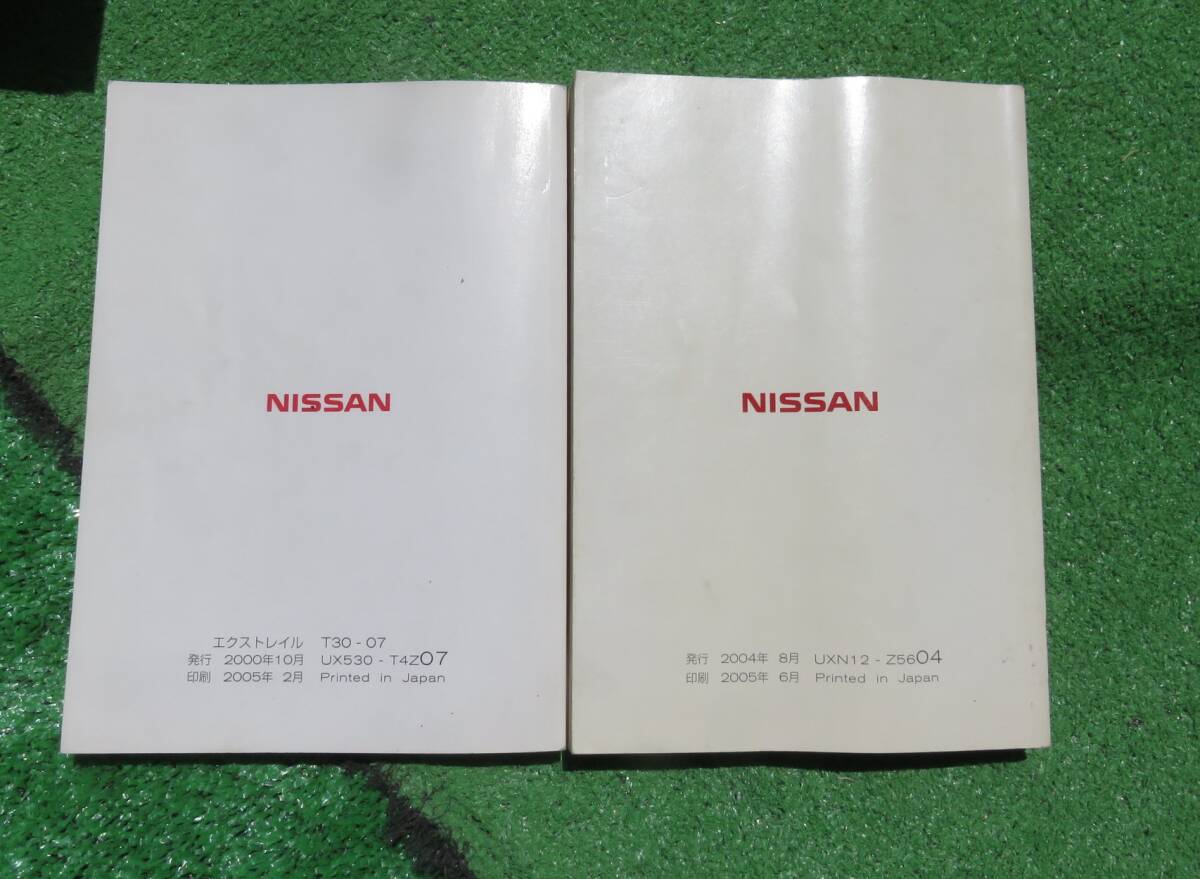 NISSAN
エクストレイル T30 - 07
発行 2000年10月 UX530 - T4Z07
印刷 2005年 2月 Printed in Japan
NISSAN
発行 2004年 8月 UXN12 - Z5604
印刷 2005年 6月 Printed in Japan